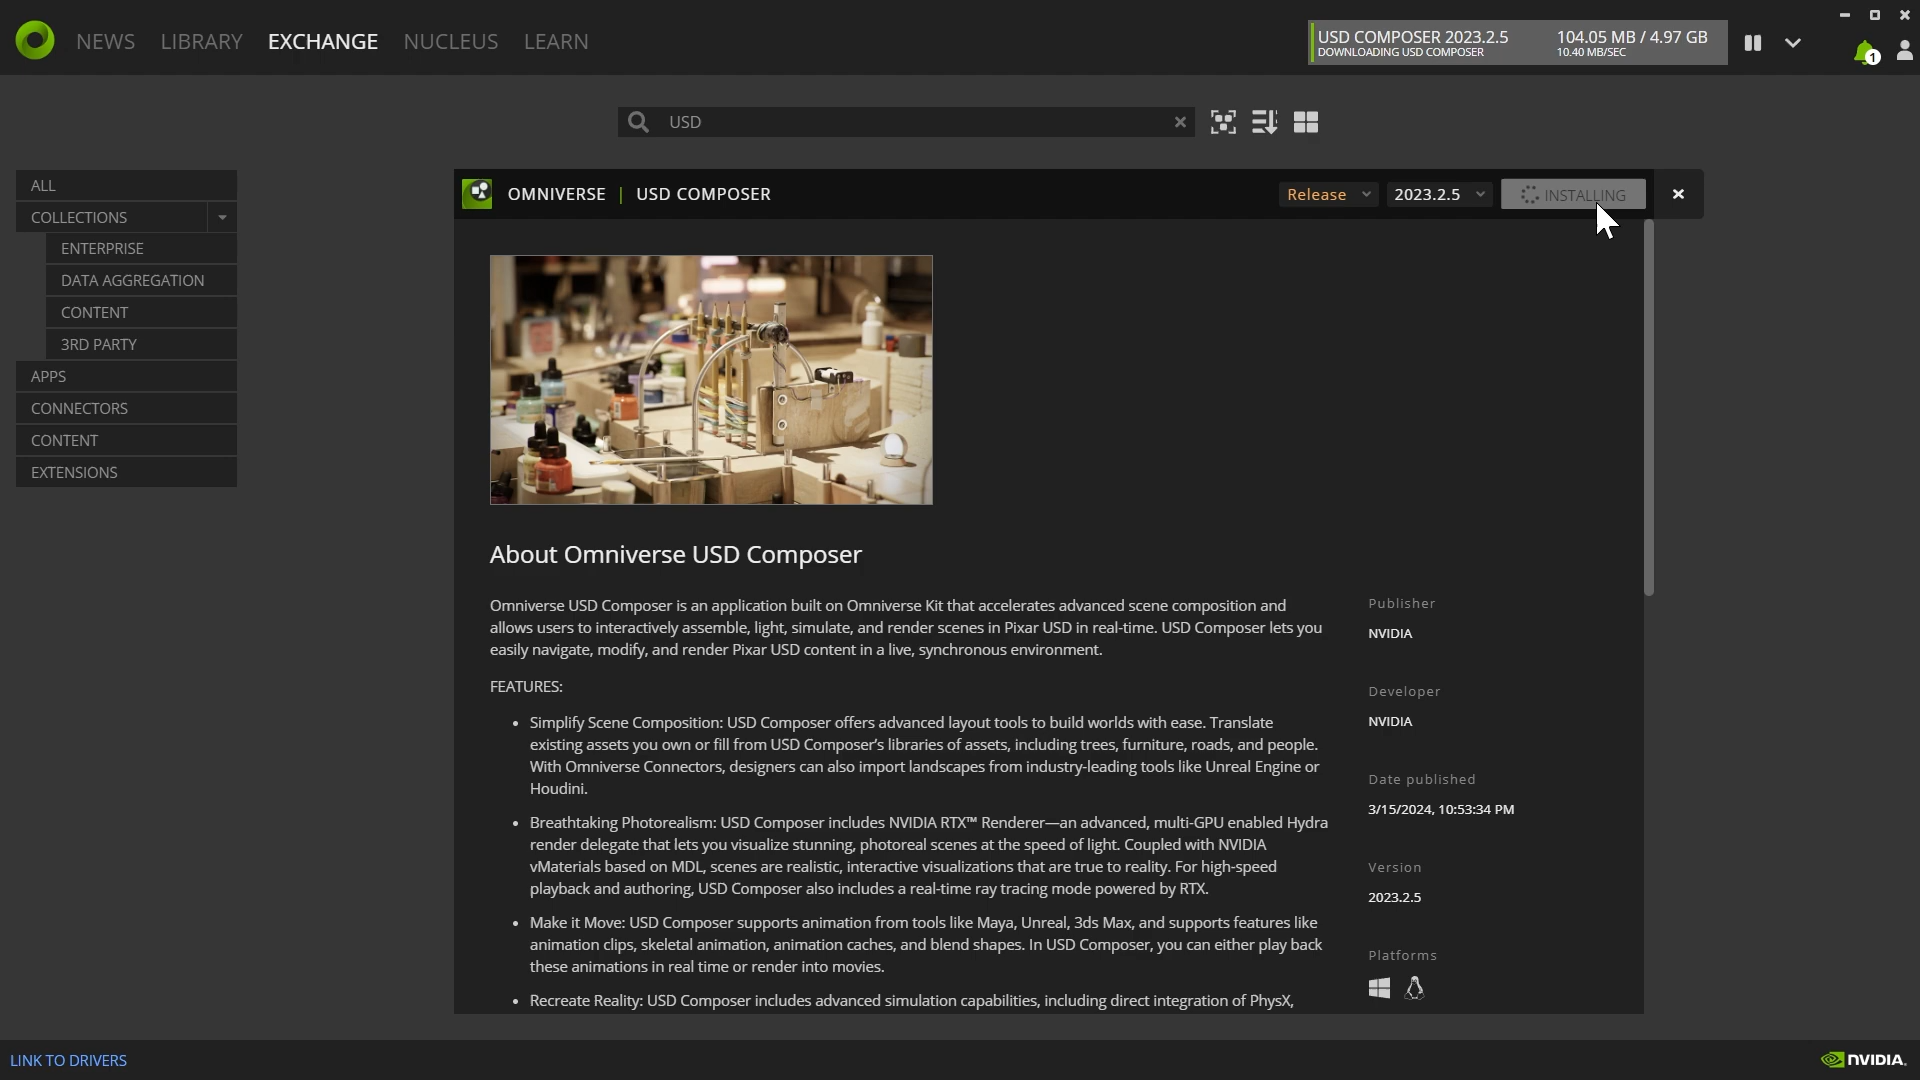 NEWS LIBRARY EXCHANGE NUCLEUS LEARN
USD COMPOSER 2023.2.5 104.05 MB / 4.97 GB
DOWNLOADING USD COMPOSER 10.40 MB/SEC
1
USD
ALL
COLLECTIONS
ENTERPRISE
DATA AGGREGATION
CONTENT
3RD PARTY
APPS
CONNECTORS
CONTENT
EXTENSIONS
OMNIVERSE | USD COMPOSER Release 2023.2.5 INSTALLING
About Omniverse USD Composer
Omniverse USD Composer is an application built on Omniverse Kit that accelerates advanced scene composition and
allows users to interactively assemble, light, simulate, and render scenes in Pixar USD in real-time. USD Composer lets you
easily navigate, modify, and render Pixar USD content in a live, synchronous environment.
FEATURES:
• Simplify Scene Composition: USD Composer offers advanced layout tools to build worlds with ease. Translate
existing assets you own or fill from USD Composer's libraries of assets, including trees, furniture, roads, and people.
With Omniverse Connectors, designers can also import landscapes from industry-leading tools like Unreal Engine or
Houdini.
• Breathtaking Photorealism: USD Composer includes NVIDIA RTX™ Renderer—an advanced, multi-GPU enabled Hydra
render delegate that lets you visualize stunning, photoreal scenes at the speed of light. Coupled with NVIDIA
vMaterials based on MDL, scenes are realistic, interactive visualizations that are true to reality. For high-speed
playback and authoring, USD Composer also includes a real-time ray tracing mode powered by RTX.
• Make it Move: USD Composer supports animation from tools like Maya, Unreal, 3ds Max, and supports features like
animation clips, skeletal animation, animation caches, and blend shapes. In USD Composer, you can either play back
these animations in real time or render into movies.
• Recreate Reality: USD Composer includes advanced simulation capabilities, including direct integration of PhysX,
Publisher
NVIDIA
Developer
NVIDIA
Date published
3/15/2024, 10:53:34 PM
Version
2023.2.5
Platforms
LINK TO DRIVERS
NVIDIA.